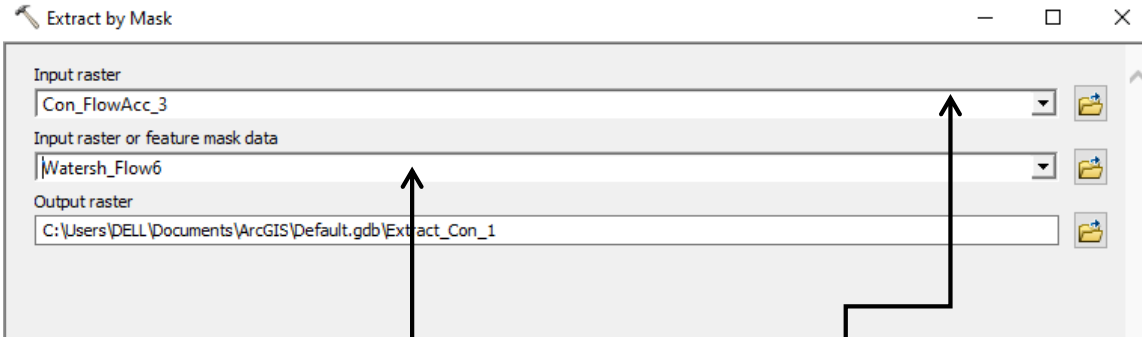 Extract by Mask
Input raster
Con_FlowAcc_3
Input raster or feature mask data
Watersh_Flow6
Output raster
C:\Users\DELL\Documents\ArcGIS\Default.gdb\Extract_Con_1